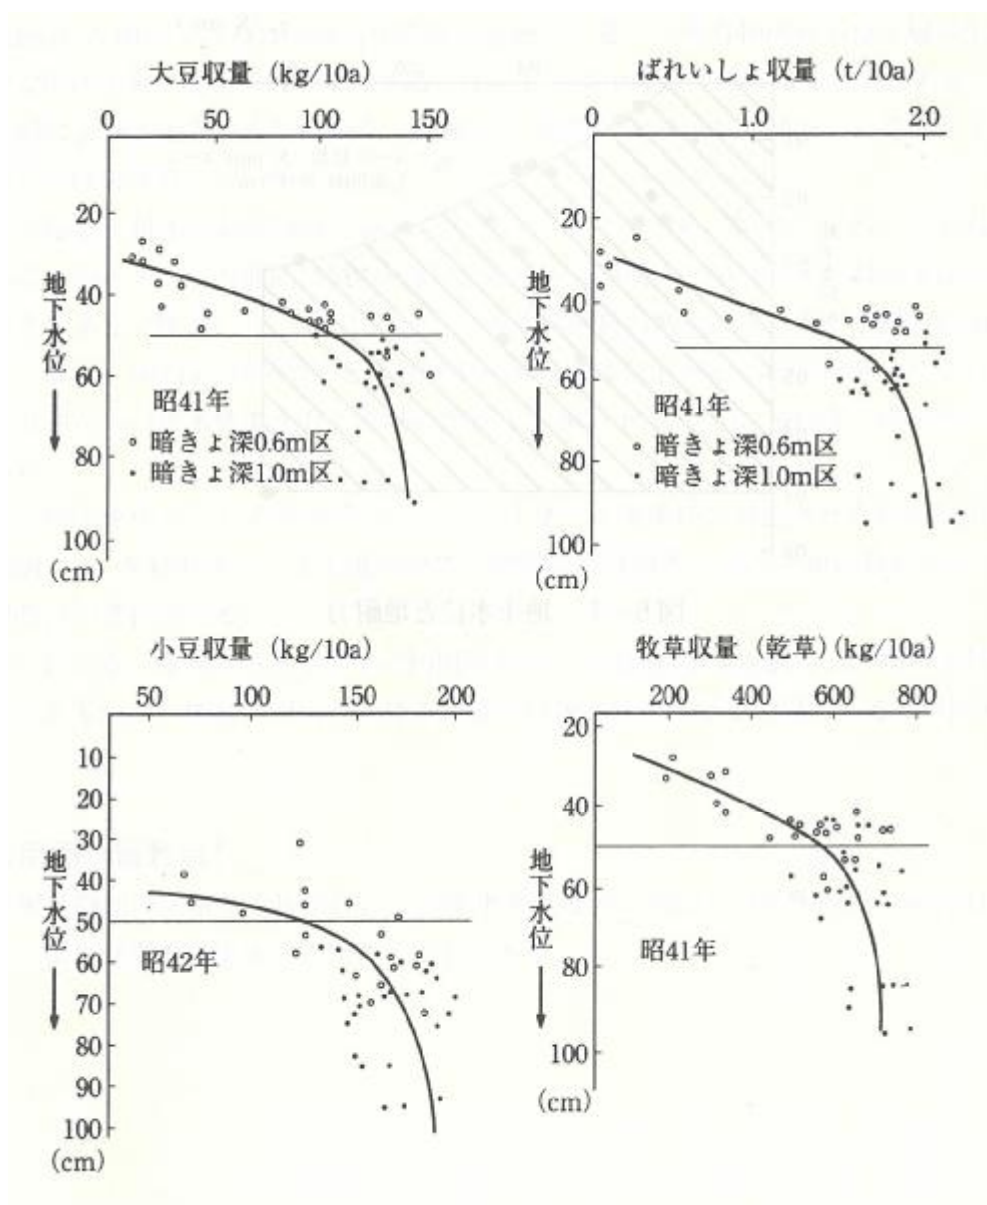 大豆収量 (kg/10a)
0 50 100 150
20
40
60
80
100
(cm)
地下水位
昭41年
暗きょ深0.6m区
暗きょ深1.0m区
ばれいしょ収量 (t/10a)
0 1.0 2.0
20
40
60
80
100
(cm)
地下水位
昭41年
暗きょ深0.6m区
暗きょ深1.0m区
小豆収量 (kg/10a)
50 100 150 200
10
20
30
40
50
60
70
80
90
100
(cm)
地下水位
昭42年
牧草収量 (乾草) (kg/10a)
200 400 600 800
20
40
60
80
100
(cm)
地下水位
昭41年